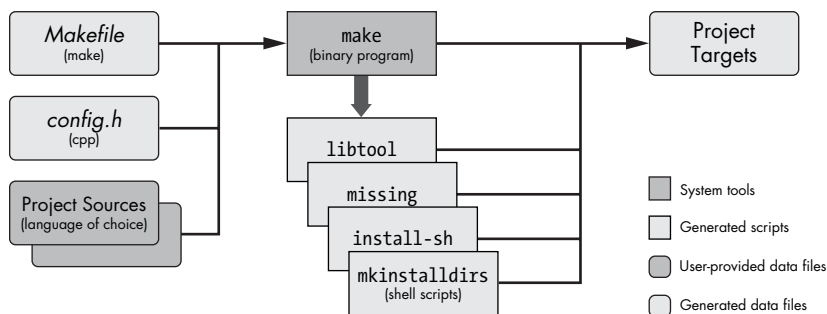 Makefile
(make)
config.h
(cpp)
Project Sources
(language of choice)
make
(binary program)
libtool
missing
install-sh
mkinstalldirs
(shell scripts)
Project
Targets
System tools
Generated scripts
User-provided data files
Generated data files